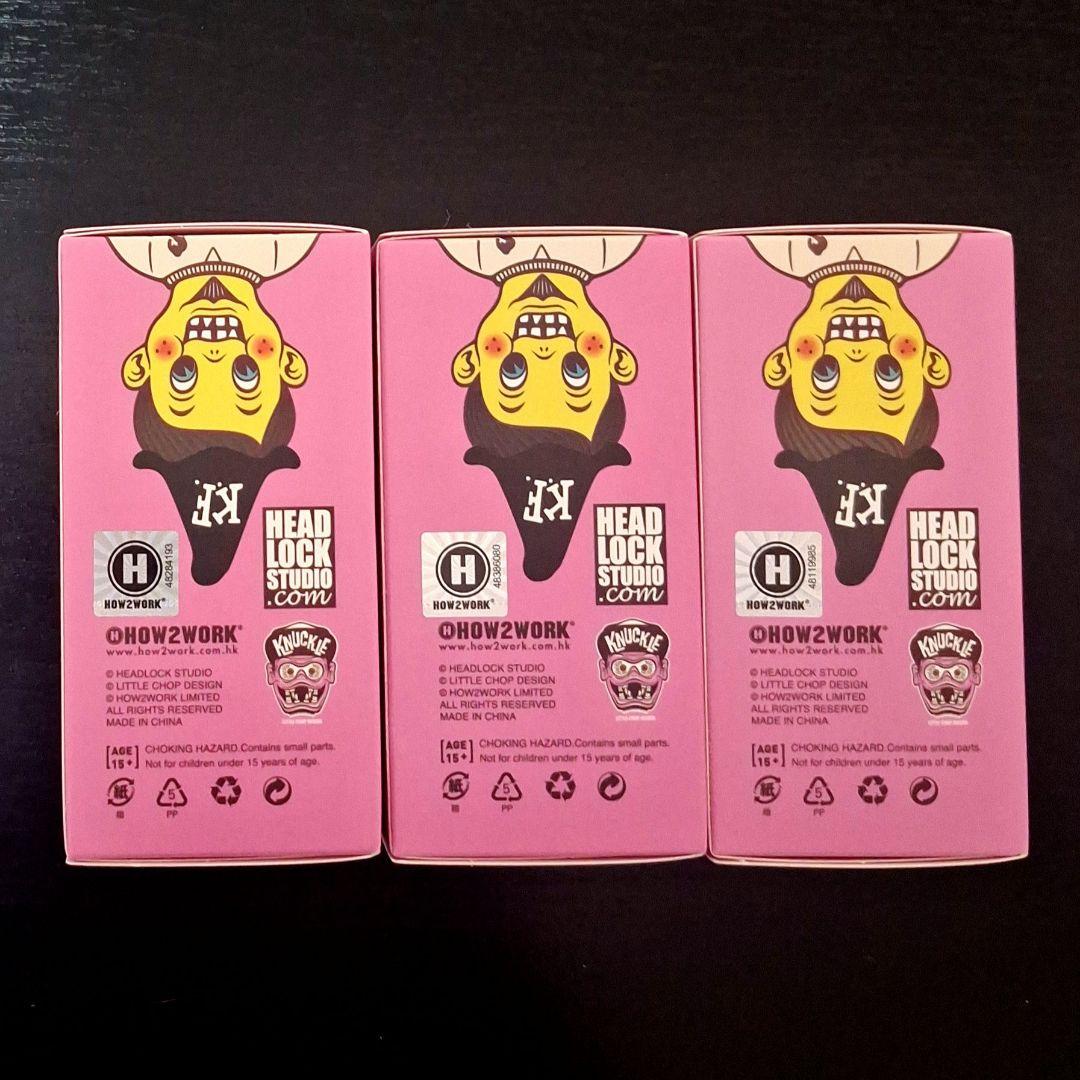 K.F.
HEAD
LOCK
STUDIO
.com
H
48284193
HOW2WORK®
H HOW2WORK®
www.how2work.com.hk
KNUCKLE
© HEADLOCK STUDIO
© LITTLE CHOP DESIGN
© HOW2WORK LIMITED
ALL RIGHTS RESERVED
MADE IN CHINA
[AGE 15+]
CHOKING HAZARD.Contains small parts.
Not for children under 15 years of age.
紙
5
PP
K.F.
HEAD
LOCK
STUDIO
.com
H
48386080
HOW2WORK®
H HOW2WORK®
www.how2work.com.hk
KNUCKLE
© HEADLOCK STUDIO
© LITTLE CHOP DESIGN
© HOW2WORK LIMITED
ALL RIGHTS RESERVED
MADE IN CHINA
[AGE 15+]
CHOKING HAZARD.Contains small parts.
Not for children under 15 years of age.
紙
5
PP
K.F.
HEAD
LOCK
STUDIO
.com
H
48119985
HOW2WORK®
H HOW2WORK®
www.how2work.com.hk
KNUCKLE
© HEADLOCK STUDIO
© LITTLE CHOP DESIGN
© HOW2WORK LIMITED
ALL RIGHTS RESERVED
MADE IN CHINA
[AGE 15+]
CHOKING HAZARD.Contains small parts.
Not for children under 15 years of age.
紙
5
PP